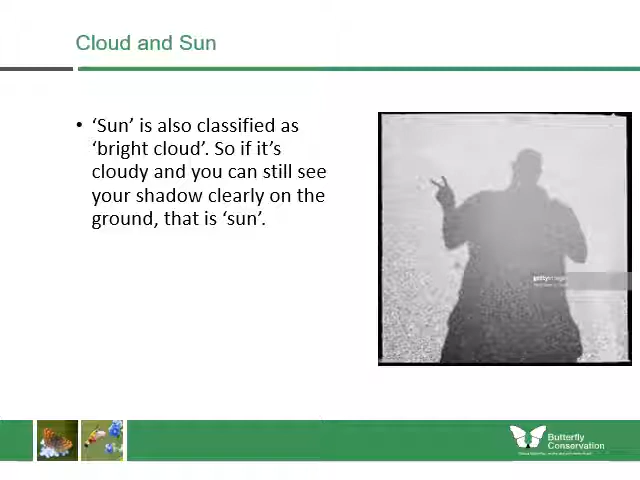 Cloud and Sun
• ‘Sun’ is also classified as
‘bright cloud’. So if it’s
cloudy and you can still see
your shadow clearly on the
ground, that is ‘sun’.
gettyimages
Butterfly
Conservation